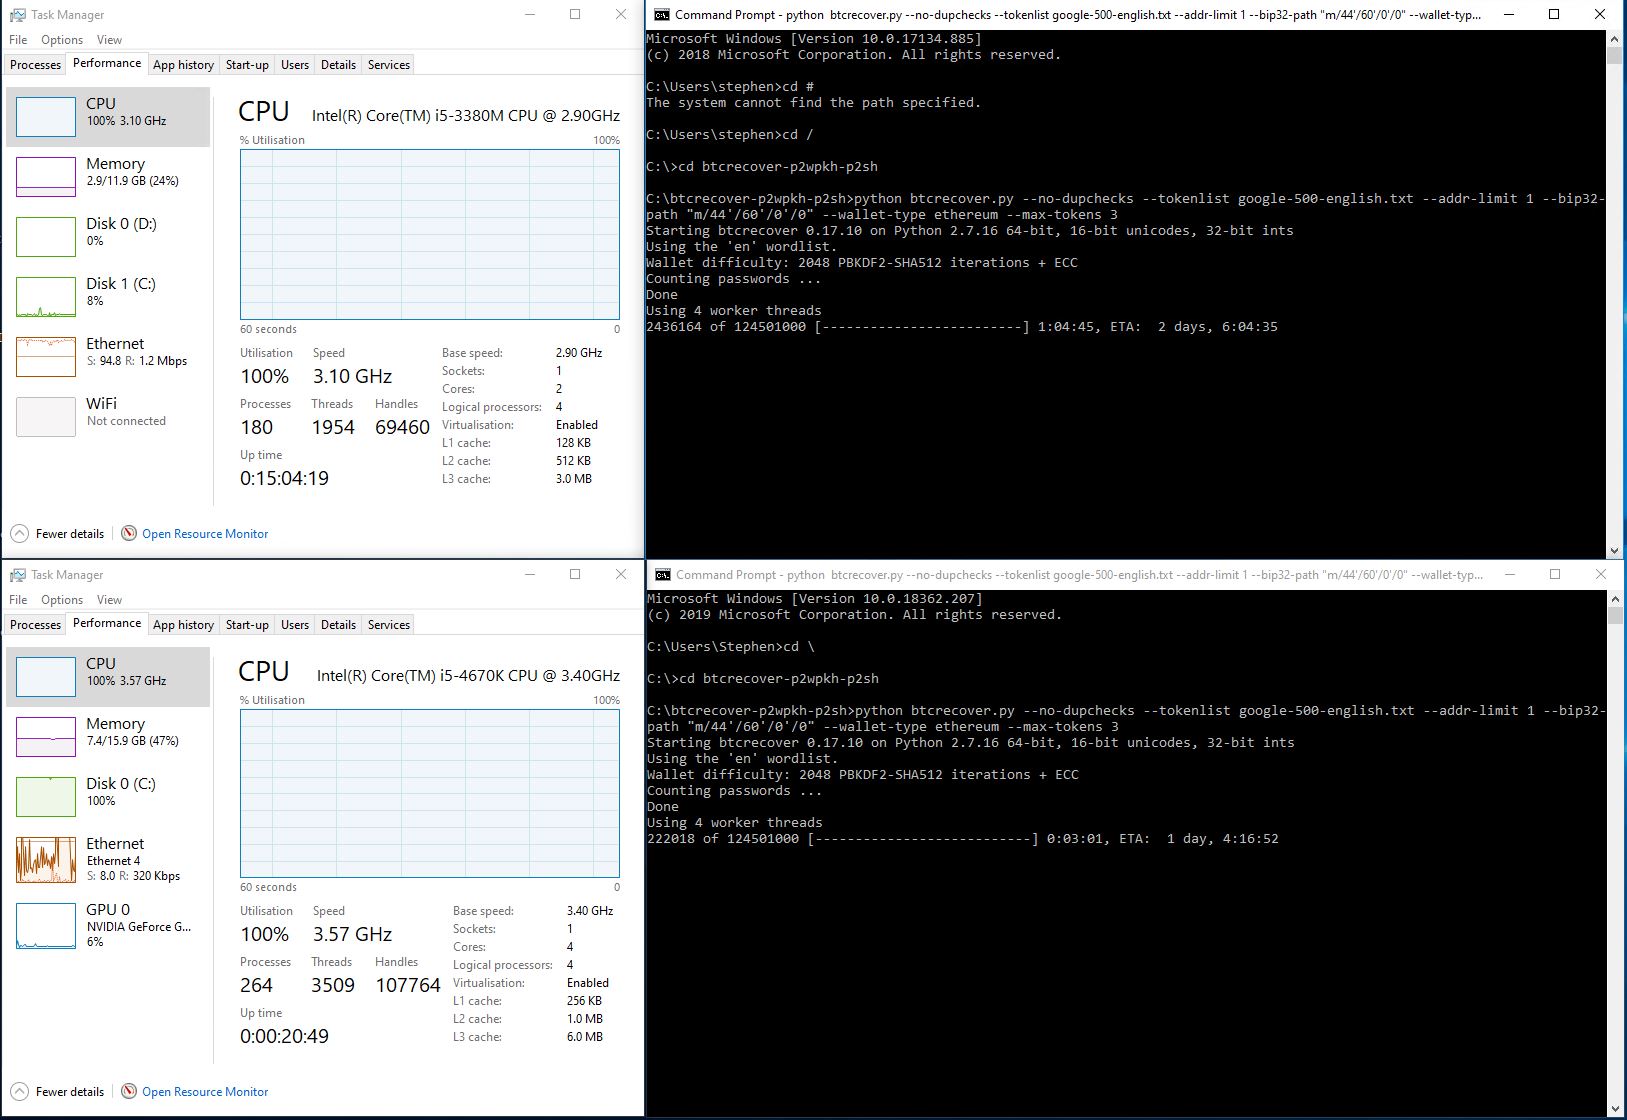 Task Manager
File Options View
Processes Performance App history Start-up Users Details Services
CPU
100% 3.10 GHz
Memory
2.9/11.9 GB (24%)
Disk 0 (D:)
0%
Disk 1 (C:)
8%
Ethernet
S: 94.8 R: 1.2 Mbps
WiFi
Not connected
CPU Intel(R) Core(TM) i5-3380M CPU @ 2.90GHz
% Utilisation 100%
60 seconds 0
Utilisation Speed
100% 3.10 GHz
Processes Threads Handles
180 1954 69460
Up time
0:15:04:19
Base speed: 2.90 GHz
Sockets: 1
Cores: 2
Logical processors: 4
Virtualisation: Enabled
L1 cache: 128 KB
L2 cache: 512 KB
L3 cache: 3.0 MB
Fewer details Open Resource Monitor
Command Prompt - python btcrecover.py --no-dupchecks --tokenlist google-500-english.txt --addr-limit 1 --bip32-path "m/44'/60'/0'/0" --wallet-typ...
Microsoft Windows [Version 10.0.17134.885]
(c) 2018 Microsoft Corporation. All rights reserved.
C:\Users\stephen>cd #
The system cannot find the path specified.
C:\Users\stephen>cd /
C:\>cd btcrecover-p2wpkh-p2sh
C:\btcrecover-p2wpkh-p2sh>python btcrecover.py --no-dupchecks --tokenlist google-500-english.txt --addr-limit 1 --bip32-
path "m/44'/60'/0'/0" --wallet-type ethereum --max-tokens 3
Starting btcrecover 0.17.10 on Python 2.7.16 64-bit, 16-bit unicodes, 32-bit ints
Using the 'en' wordlist.
Wallet difficulty: 2048 PBKDF2-SHA512 iterations + ECC
Counting passwords ...
Done
Using 4 worker threads
2436164 of 124501000 [-------------------------] 1:04:45, ETA:  2 days, 6:04:35
Task Manager
File Options View
Processes Performance App history Start-up Users Details Services
CPU
100% 3.57 GHz
Memory
7.4/15.9 GB (47%)
Disk 0 (C:)
100%
Ethernet
Ethernet 4
S: 8.0 R: 320 Kbps
GPU 0
NVIDIA GeForce G...
6%
CPU Intel(R) Core(TM) i5-4670K CPU @ 3.40GHz
% Utilisation 100%
60 seconds 0
Utilisation Speed
100% 3.57 GHz
Processes Threads Handles
264 3509 107764
Up time
0:00:20:49
Base speed: 3.40 GHz
Sockets: 1
Cores: 4
Logical processors: 4
Virtualisation: Enabled
L1 cache: 256 KB
L2 cache: 1.0 MB
L3 cache: 6.0 MB
Fewer details Open Resource Monitor
Command Prompt - python btcrecover.py --no-dupchecks --tokenlist google-500-english.txt --addr-limit 1 --bip32-path "m/44'/60'/0'/0" --wallet-typ...
Microsoft Windows [Version 10.0.18362.207]
(c) 2019 Microsoft Corporation. All rights reserved.
C:\Users\Stephen>cd \
C:\>cd btcrecover-p2wpkh-p2sh
C:\btcrecover-p2wpkh-p2sh>python btcrecover.py --no-dupchecks --tokenlist google-500-english.txt --addr-limit 1 --bip32-
path "m/44'/60'/0'/0" --wallet-type ethereum --max-tokens 3
Starting btcrecover 0.17.10 on Python 2.7.16 64-bit, 16-bit unicodes, 32-bit ints
Using the 'en' wordlist.
Wallet difficulty: 2048 PBKDF2-SHA512 iterations + ECC
Counting passwords ...
Done
Using 4 worker threads
222018 of 124501000 [---------------------------] 0:03:01, ETA:  1 day, 4:16:52